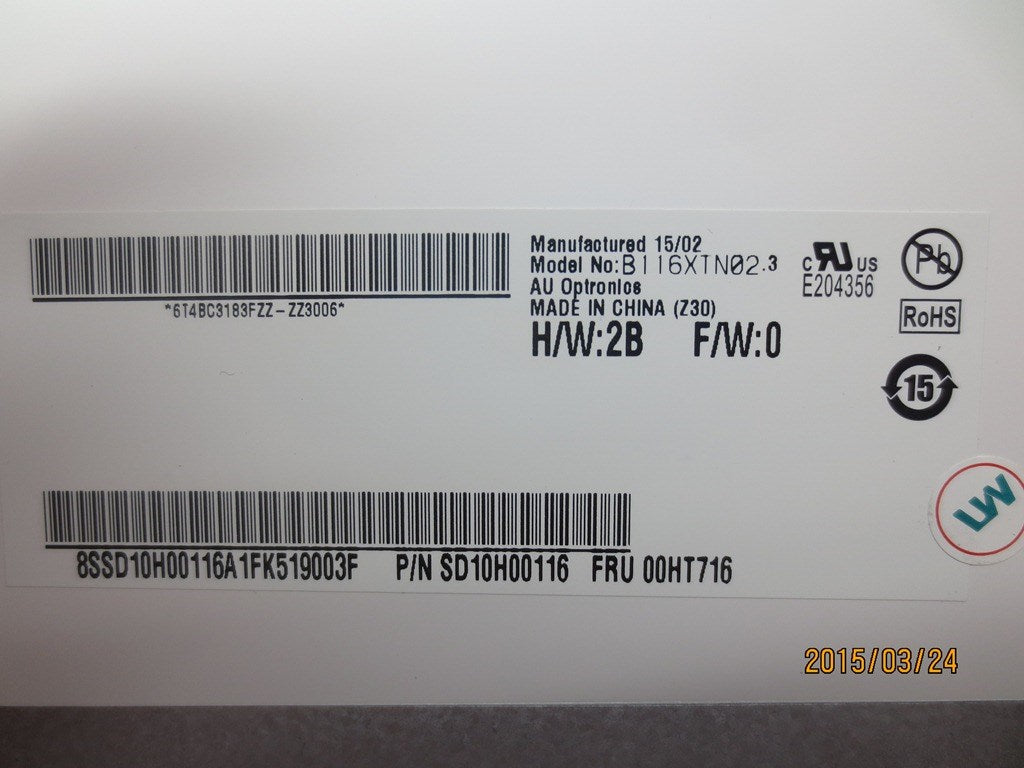 Manufactured 15/02
Model No:B116XTN02.3
AU Optronics
MADE IN CHINA (Z30)
H/W:2B F/W:0
*6T4BC3183FZZ-ZZ3006*
c RU US
E204356
Pb
RoHS
15
LW
8SSD10H00116A1FK519003F P/N SD10H00116 FRU 00HT716
2015/03/24